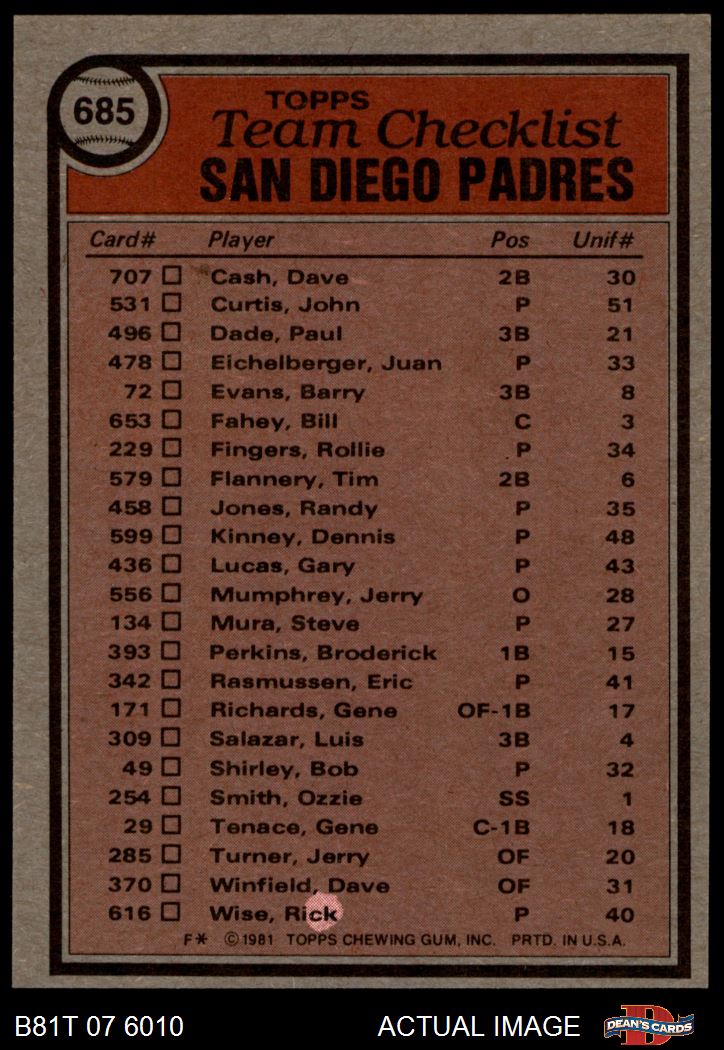 685
TOPPS
Team Checklist
SAN DIEGO PADRES
Card# Player Pos Unif#
707 Cash, Dave 2B 30
531 Curtis, John P 51
496 Dade, Paul 3B 21
478 Eichelberger, Juan P 33
72 Evans, Barry 3B 8
653 Fahey, Bill C 3
229 Fingers, Rollie P 34
579 Flannery, Tim 2B 6
458 Jones, Randy P 35
599 Kinney, Dennis P 48
436 Lucas, Gary P 43
556 Mumphrey, Jerry O 28
134 Mura, Steve P 27
393 Perkins, Broderick 1B 15
342 Rasmussen, Eric P 41
171 Richards, Gene OF-1B 17
309 Salazar, Luis 3B 4
49 Shirley, Bob P 32
254 Smith, Ozzie SS 1
29 Tenace, Gene C-1B 18
285 Turner, Jerry OF 20
370 Winfield, Dave OF 31
616 Wise, Rick P 40
F* ©1981 TOPPS CHEWING GUM, INC. PRTD. IN U.S.A.
B81T 07 6010 ACTUAL IMAGE
D
DEAN'S CARDS